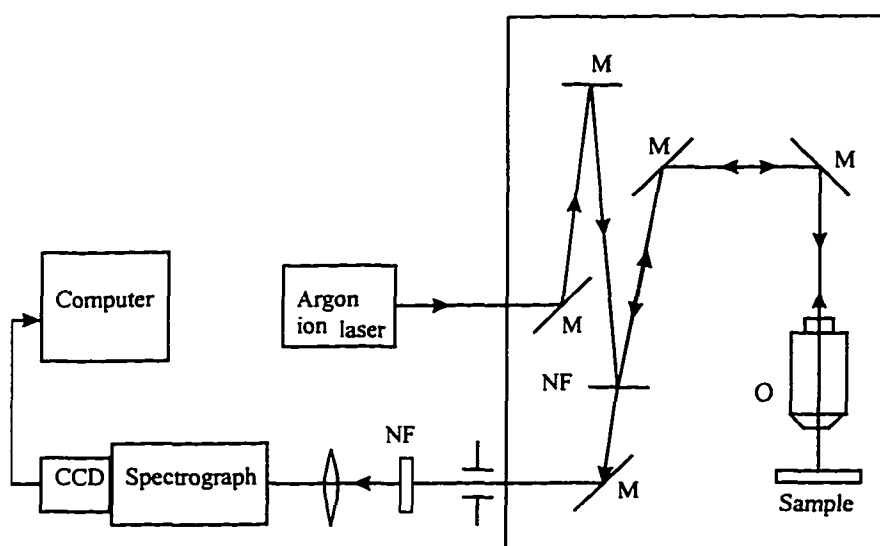 M
M
M
Computer
Argon
ion laser
M
NF
O
NF
CCD
Spectrograph
M
Sample